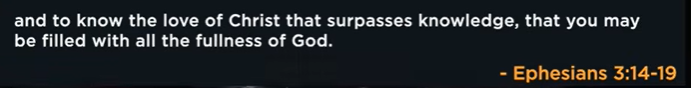 and to know the love of Christ that surpasses knowledge, that you may
be filled with all the fullness of God.
- Ephesians 3:14-19